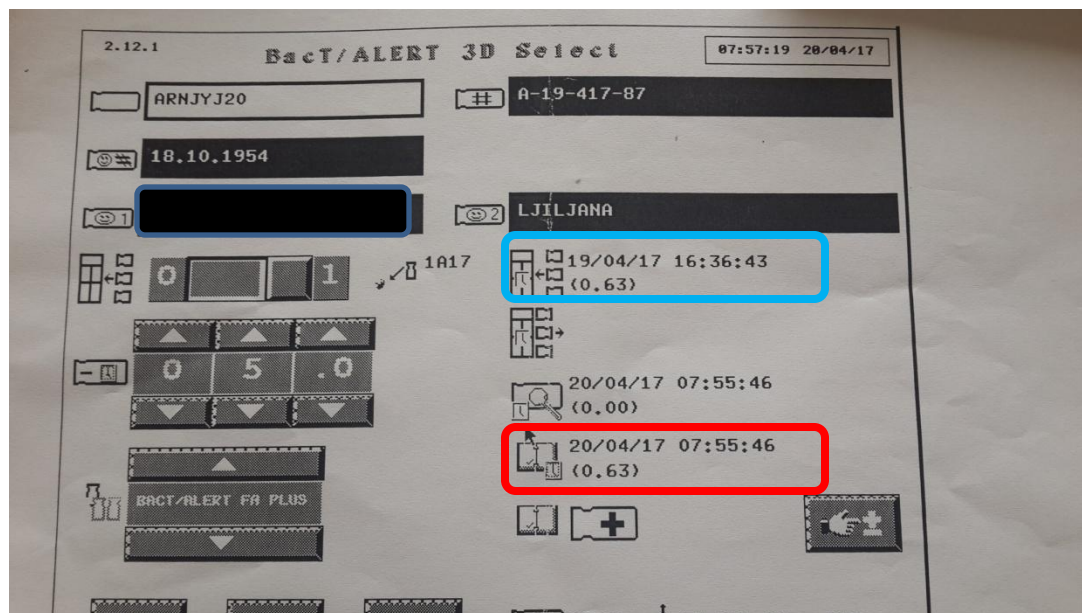 2.12.1
BacT/ALERT 3D Select
07:57:19 20/04/17
ARNJYJ20
# A-19-417-87
# 18.10.1954
1
2 LJILJANA
0 1
1A17
19/04/17 16:36:43
(0.63)
- 0 5 .0
20/04/17 07:55:46
(0.00)
20/04/17 07:55:46
(0.63)
BACT/ALERT FA PLUS
+
±